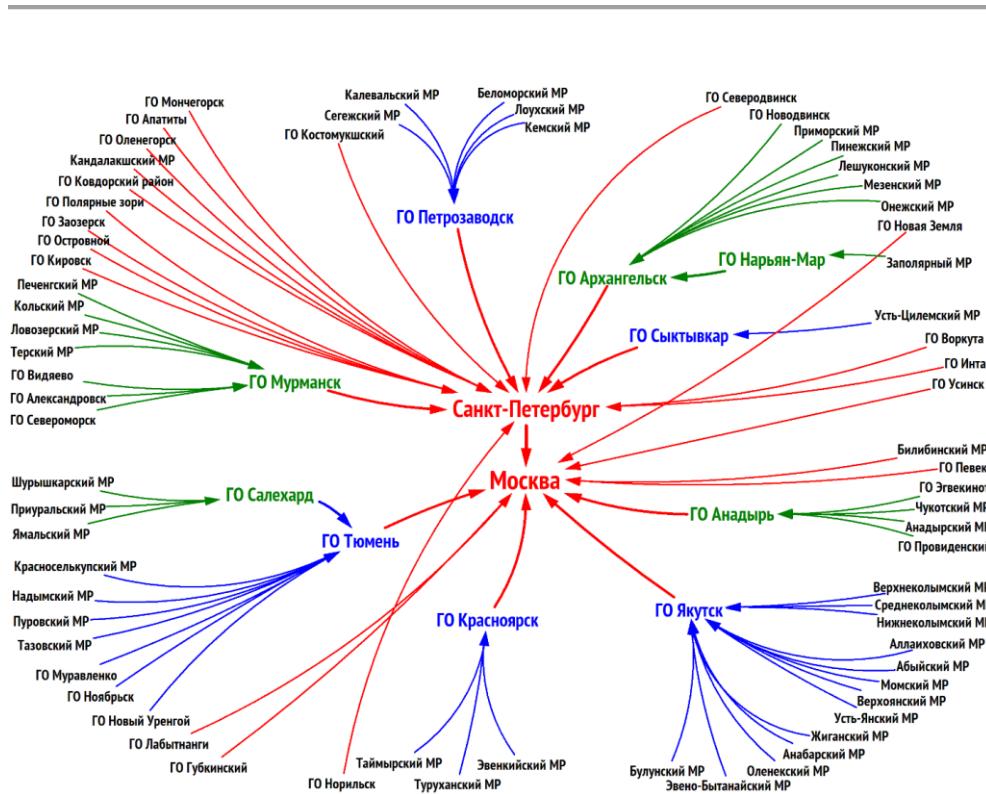 ГО Мончегорск
ГО Апатиты
ГО Оленегорск
Кандалакшский МР
ГО Ковдорский район
ГО Полярные зори
ГО Заозерск
ГО Островной
ГО Кировск
Печенгский МР
Кольский МР
Ловозерский МР
Терский МР
ГО Видяево
ГО Александровск
ГО Североморск
ГО Мурманск
Калевальский МР
Сегежский МР
ГО Костомукшский
Беломорский МР
Лоухский МР
Кемский МР
ГО Петрозаводск
ГО Северодвинск
ГО Новодвинск
Приморский МР
Пинежский МР
Лешуконский МР
Мезенский МР
Онежский МР
ГО Новая Земля
ГО Архангельск
ГО Нарьян-Мар
Заполярный МР
ГО Сыктывкар
Усть-Цилемский МР
ГО Воркута
ГО Инта
ГО Усинск
Санкт-Петербург
Москва
Билибинский МР
ГО Певек
ГО Эгвекинот
Чукотский МР
Анадырский МР
ГО Провиденский
ГО Анадырь
Шурышкарский МР
Приуральский МР
Ямальский МР
ГО Салехард
ГО Тюмень
Красноселькупский МР
Надымский МР
Пуровский МР
Тазовский МР
ГО Муравленко
ГО Ноябрьск
ГО Новый Уренгой
ГО Лабытнанги
ГО Губкинский
ГО Норильск
ГО Красноярск
Таймырский МР
Туруханский МР
Эвенкийский МР
ГО Якутск
Верхнеколымский МР
Среднеколымский МР
Нижнеколымский МР
Аллаиховский МР
Абыйский МР
Момский МР
Верхоянский МР
Усть-Янский МР
Жиганский МР
Анабарский МР
Оленекский МР
Эвено-Бытанайский МР
Булунский МР